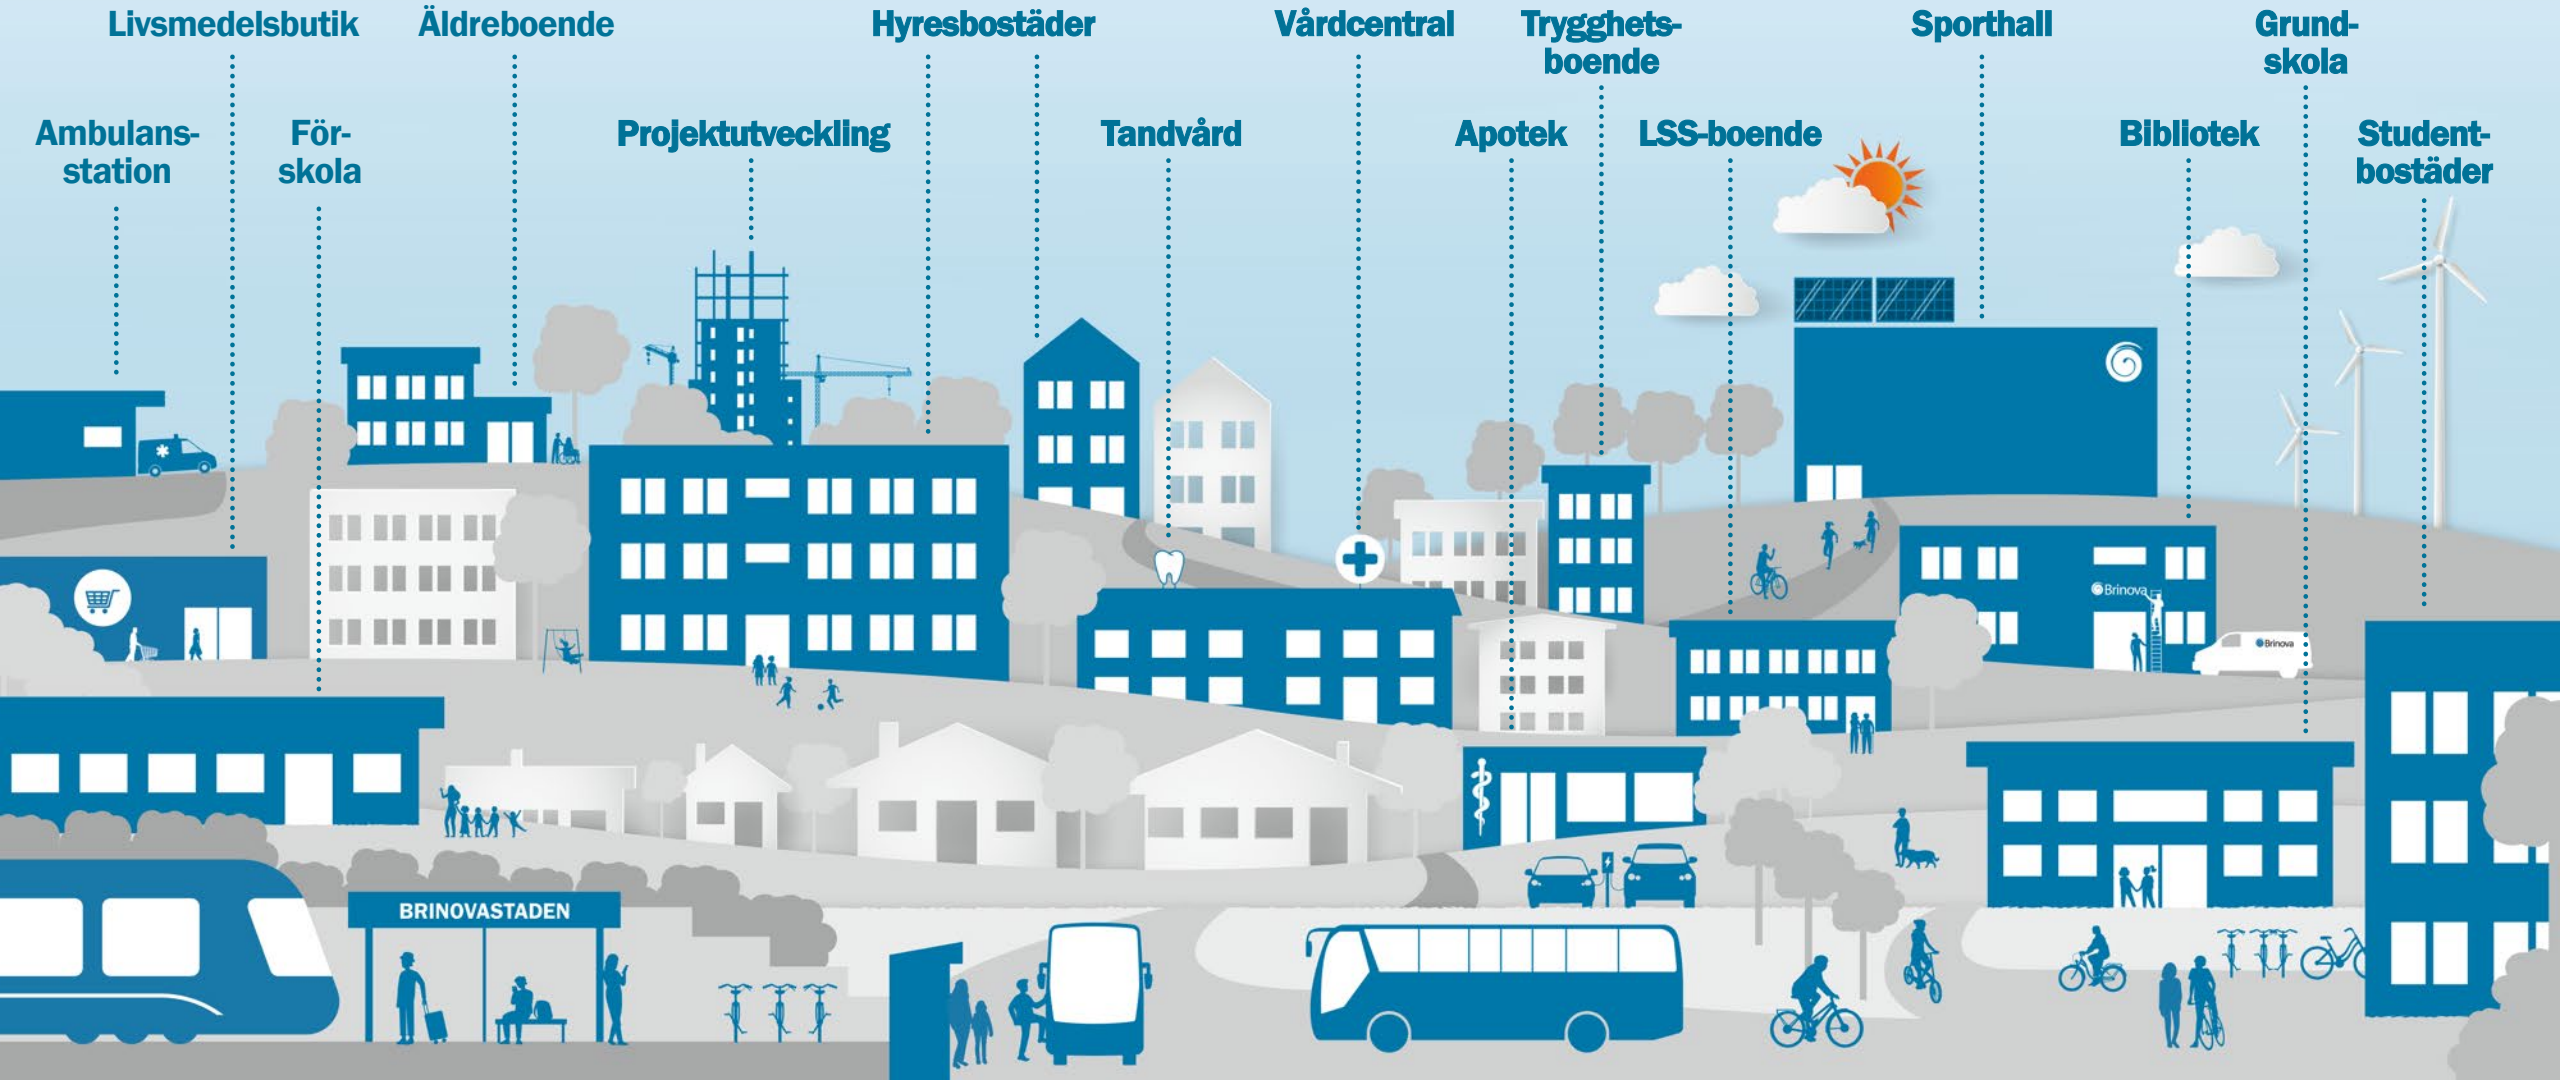 Livsmedelsbutik
Äldreboende
Hyresbostäder
Vårdcentral
Trygghets-
boende
Sporthall
Grund-
skola
Ambulans-
station
För-
skola
Projektutveckling
Tandvård
Apotek
LSS-boende
Bibliotek
Student-
bostäder
Brinova
Brinova
BRINOVASTADEN